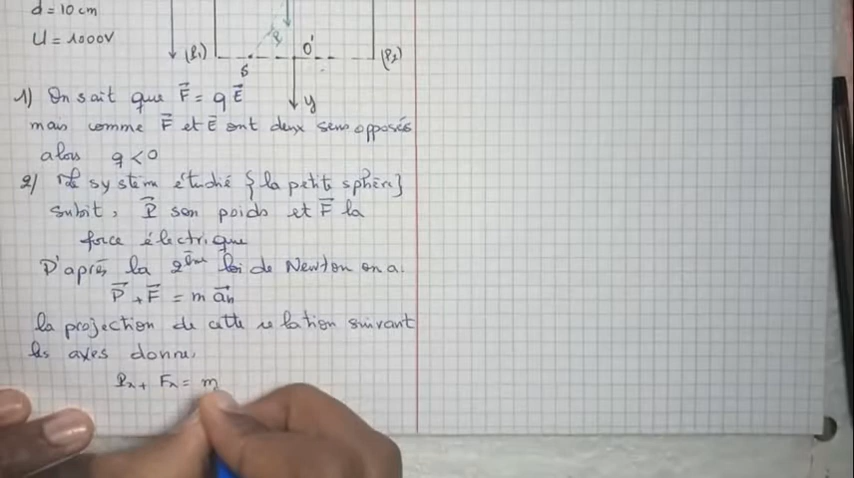 d = 10 cm
U = 1000V
(P₁) S O' (P₂)
y
1) On sait que F⃗ = q E⃗
mais comme F⃗ et E⃗ ont deux sens opposés
alors q < 0
2) Le système étudié {la petite sphère}
subit, P⃗ son poids et F⃗ la
force électrique
D'après la 2ème loi de Newton on a:
P⃗ + F⃗ = m a⃗
la projection de cette relation suivant
les axes donne,
Pₓ + Fₓ = m